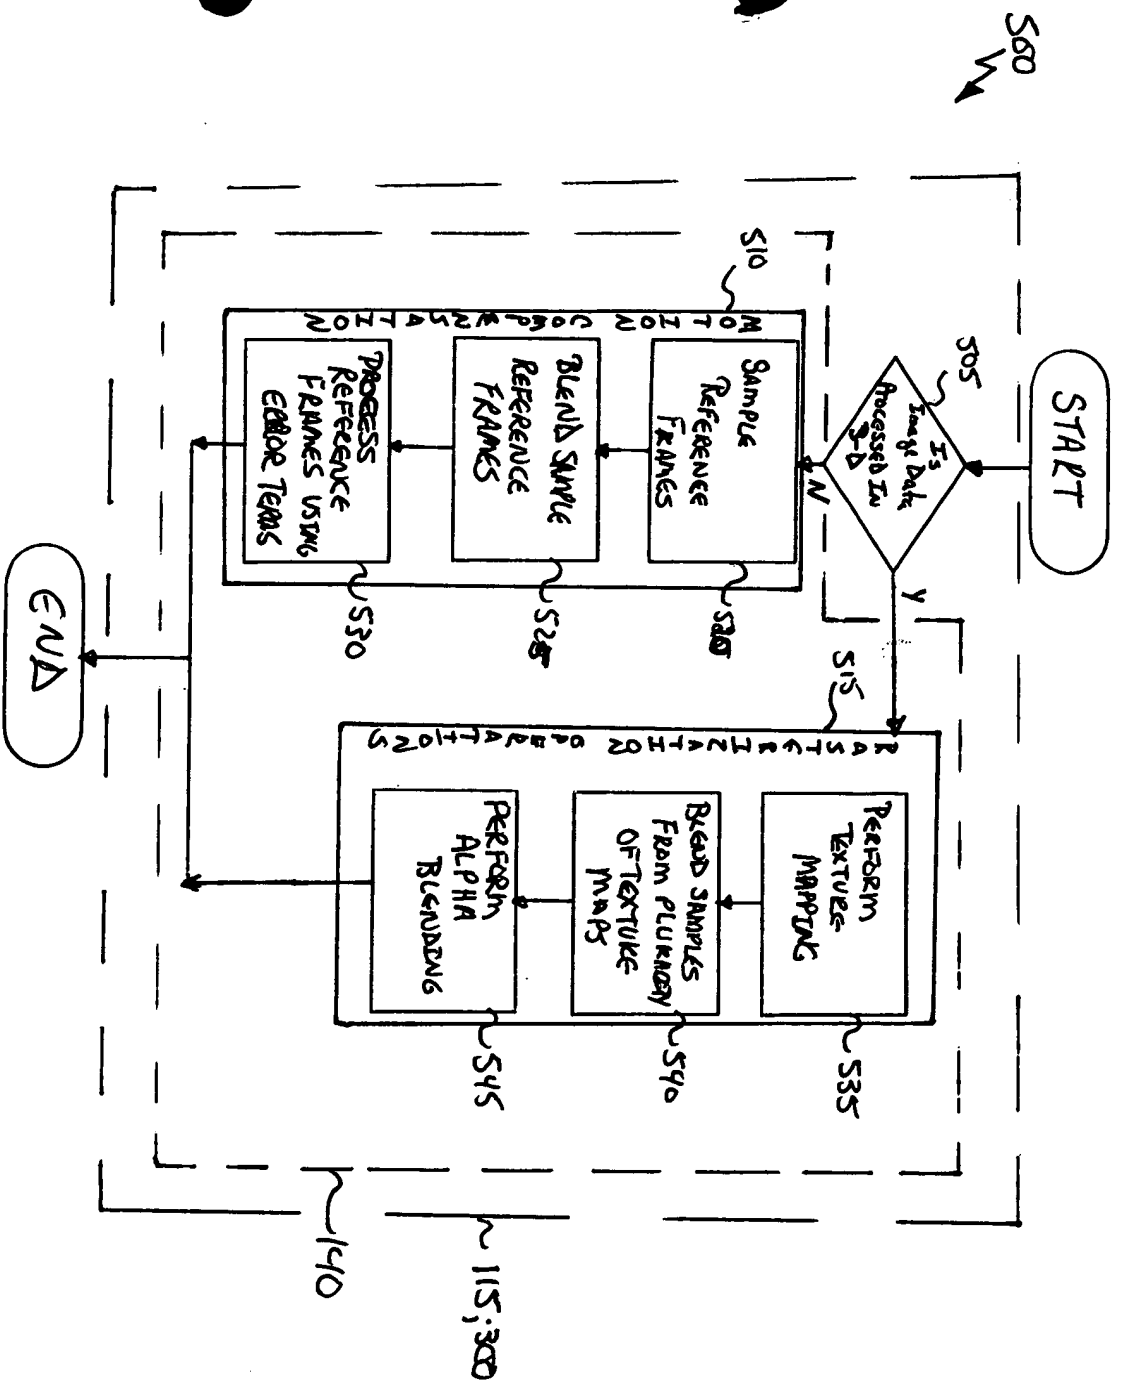 500
START
505
Is
Image Data
Processed In
3-D
N
Y
510
MOTION COMPENSATION
SAMPLE
REFERENCE
FRAMES
520
BLEND SAMPLE
REFERENCE
FRAMES
525
PROCESS
REFERENCE
FRAMES USING
ERROR TERMS
530
515
RASTERIZATION OPERATIONS
PERFORM
TEXTURE-
MAPPING
535
BLEND SAMPLES
FROM PLURALITY
OF TEXTURE
MAPS
540
PERFORM
ALPHA
BLENDING
545
140
115;300
END